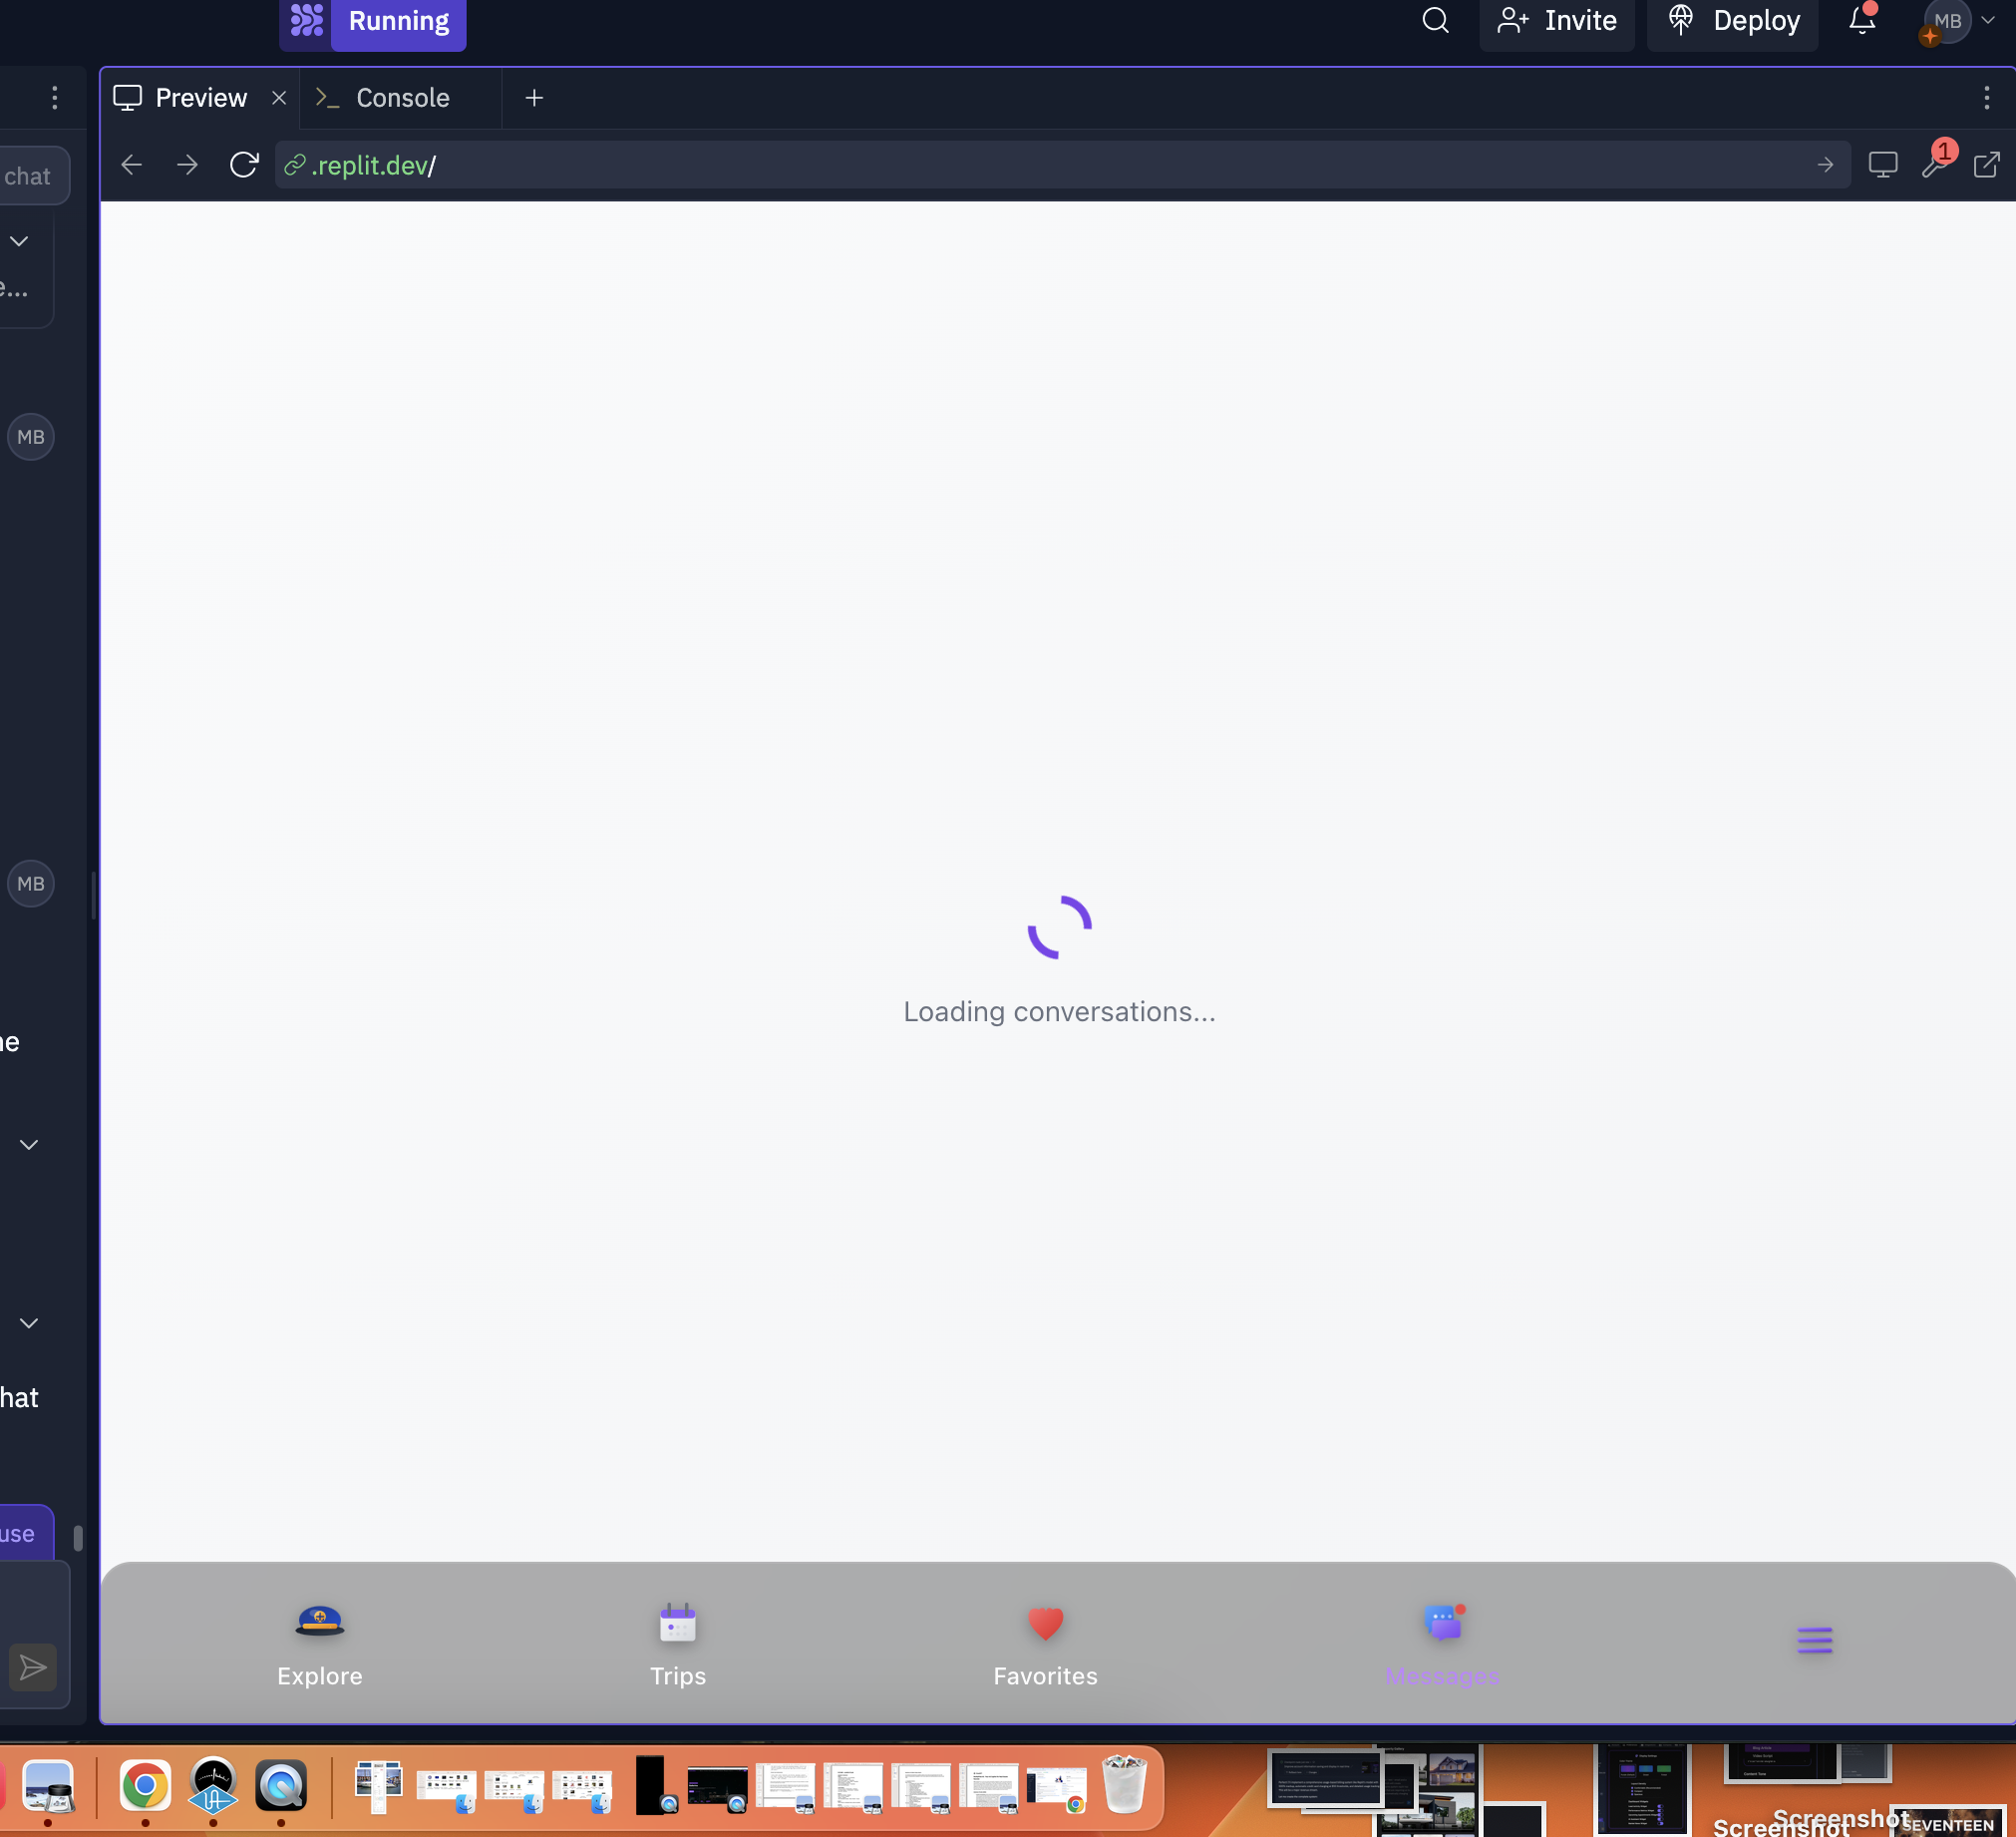 Running
Invite
Deploy
MB
Preview
Console
chat
.replit.dev/
1
e...
MB
MB
Loading conversations...
hat
use
Explore
Trips
Favorites
Messages
Screenshot
Screenshot
SEVENTEEN